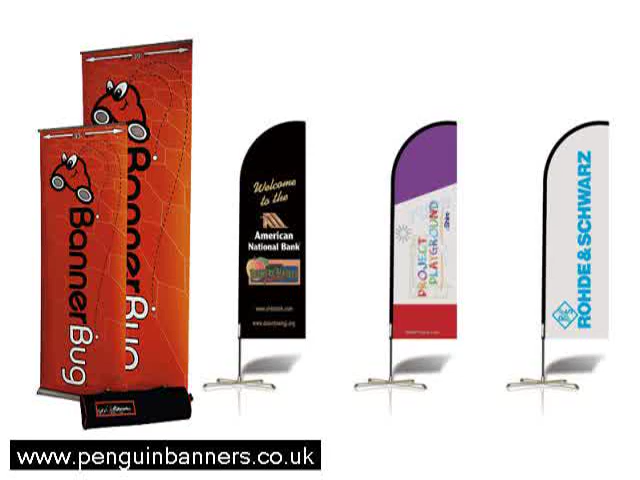 BannerBug
BannerBug
Welcome
to the
American
National Bank
PROJECT
PLAYGROUND
ROHDE & SCHWARZ
www.penguinbanners.co.uk